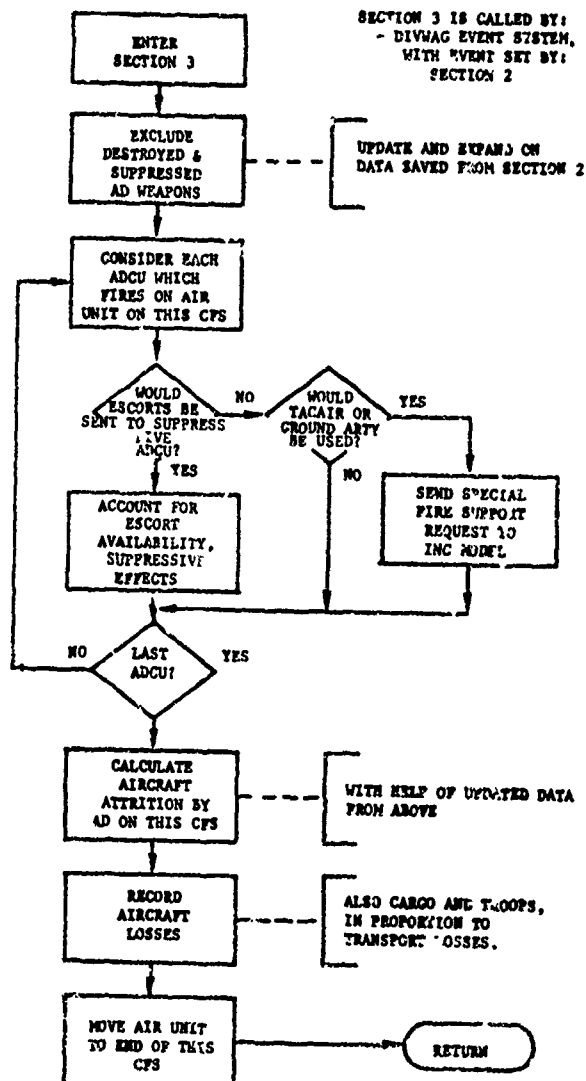 SECTION 3 IS CALLED BY:
- DIVWAG EVENT SYSTEM,
WITH EVENT SET BY:
SECTION 2
ENTER
SECTION 3
EXCLUDE
DESTROYED &
SUPPRESSED
AD WEAPONS
UPDATE AND EXPAND ON
DATA SAVED FROM SECTION 2
CONSIDER EACH
ADCU WHICH
FIRES ON AIR
UNIT ON THIS CFS
WOULD
ESCORTS BE
SENT TO SUPPRESS
LIVE
ADCU?
NO
WOULD
TACAIR OR
GROUND ARTY
BE USED?
YES
YES
NO
ACCOUNT FOR
ESCORT
AVAILABILITY,
SUPPRESSIVE
EFFECTS
SEND SPECIAL
FIRE SUPPORT
REQUEST TO
INC MODEL
NO
LAST
ADCU?
YES
CALCULATE
AIRCRAFT
ATTRITION BY
AD ON THIS CFS
WITH HELP OF UPDATED DATA
FROM ABOVE
RECORD
AIRCRAFT
LOSSES
ALSO CARGO AND TROOPS,
IN PROPORTION TO
TRANSPORT LOSSES.
MOVE AIR UNIT
TO END OF THIS
CFS
RETURN